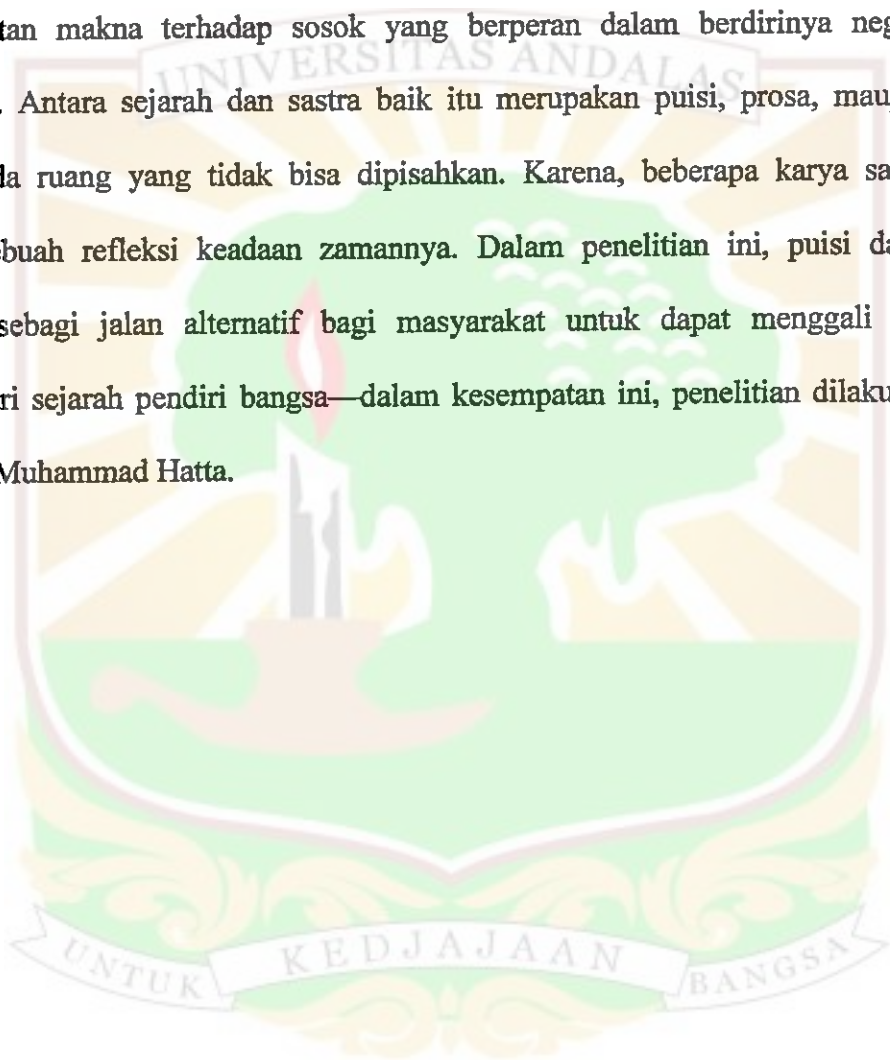 tan makna terhadap sosok yang berperan dalam berdirinya neg
UNIVERSITAS ANDALAS
. Antara sejarah dan sastra baik itu merupakan puisi, prosa, mau
la ruang yang tidak bisa dipisahkan. Karena, beberapa karya sa
buah refleksi keadaan zamannya. Dalam penelitian ini, puisi da
sebagi jalan alternatif bagi masyarakat untuk dapat menggali
ri sejarah pendiri bangsa—dalam kesempatan ini, penelitian dilaku
Muhammad Hatta.
UNTUK KEDJAJAAN BANGSA